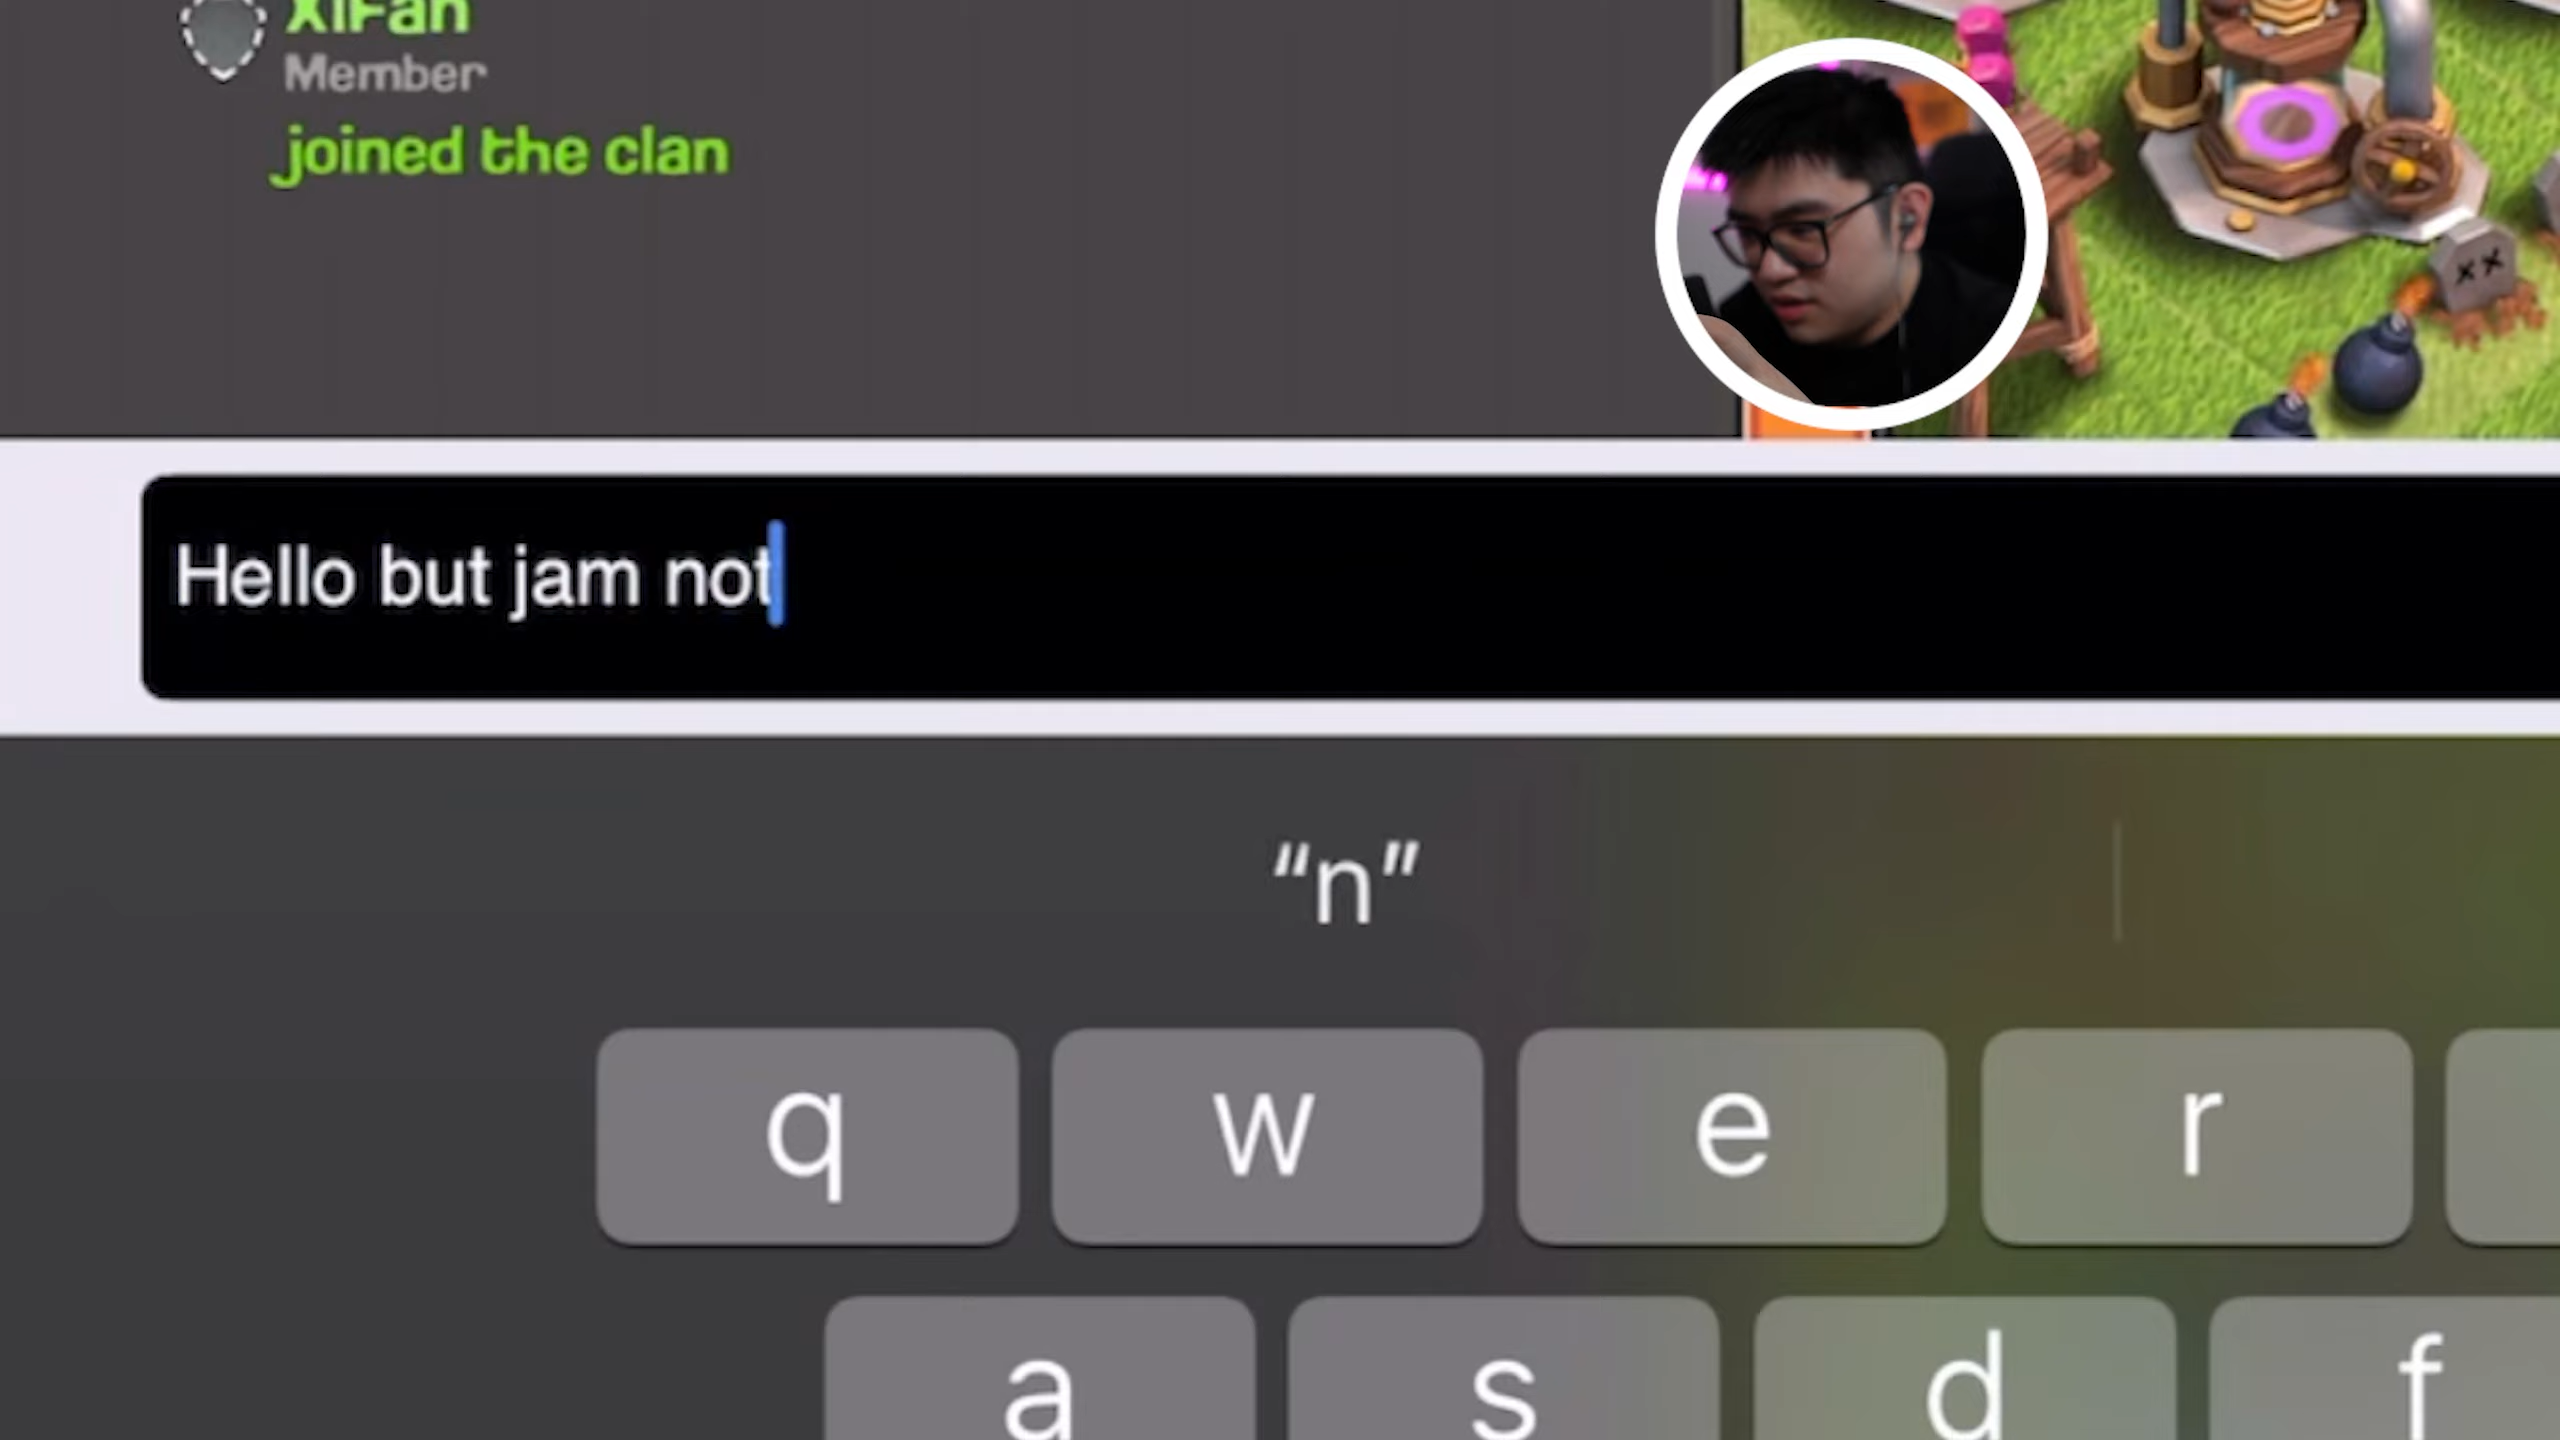 XiFan
Member
joined the clan
Hello but jam not
“n”
q w e r
a s d f